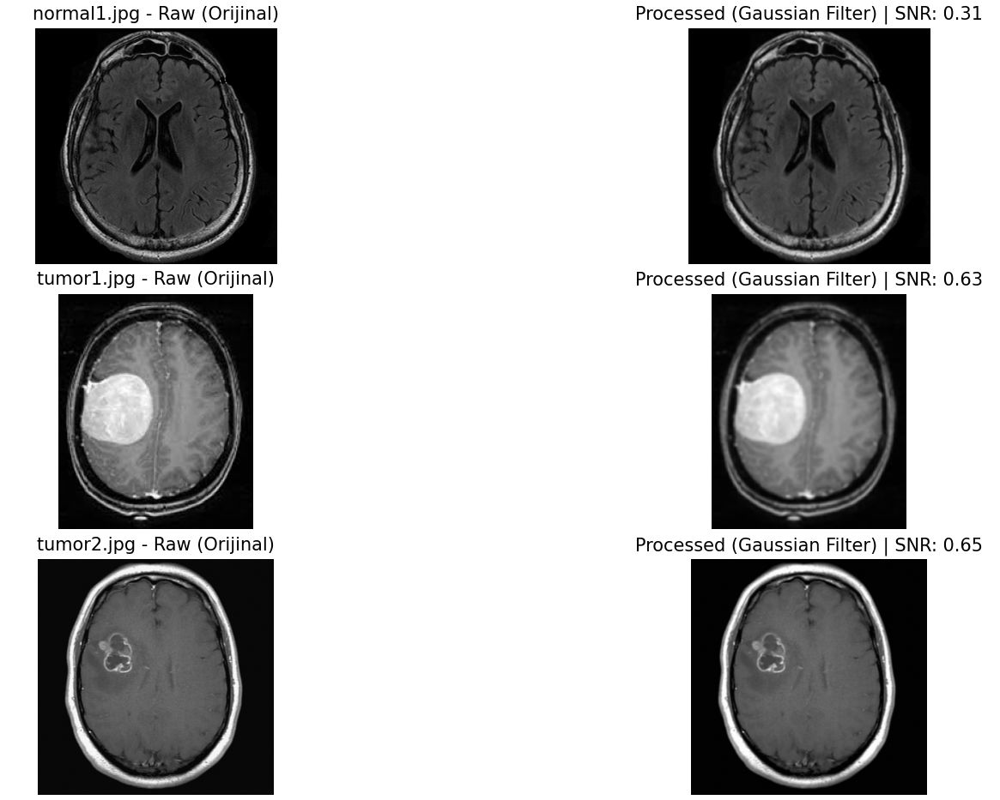 normal1.jpg - Raw (Orijinal)
Processed (Gaussian Filter) | SNR: 0.31
tumor1.jpg - Raw (Orijinal)
Processed (Gaussian Filter) | SNR: 0.63
tumor2.jpg - Raw (Orijinal)
Processed (Gaussian Filter) | SNR: 0.65